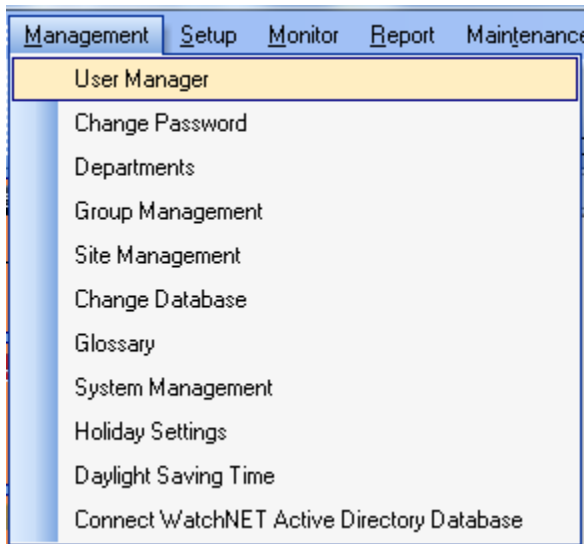 Management Setup Monitor Report Maintenance
User Manager
Change Password
Departments
Group Management
Site Management
Change Database
Glossary
System Management
Holiday Settings
Daylight Saving Time
Connect WatchNET Active Directory Database